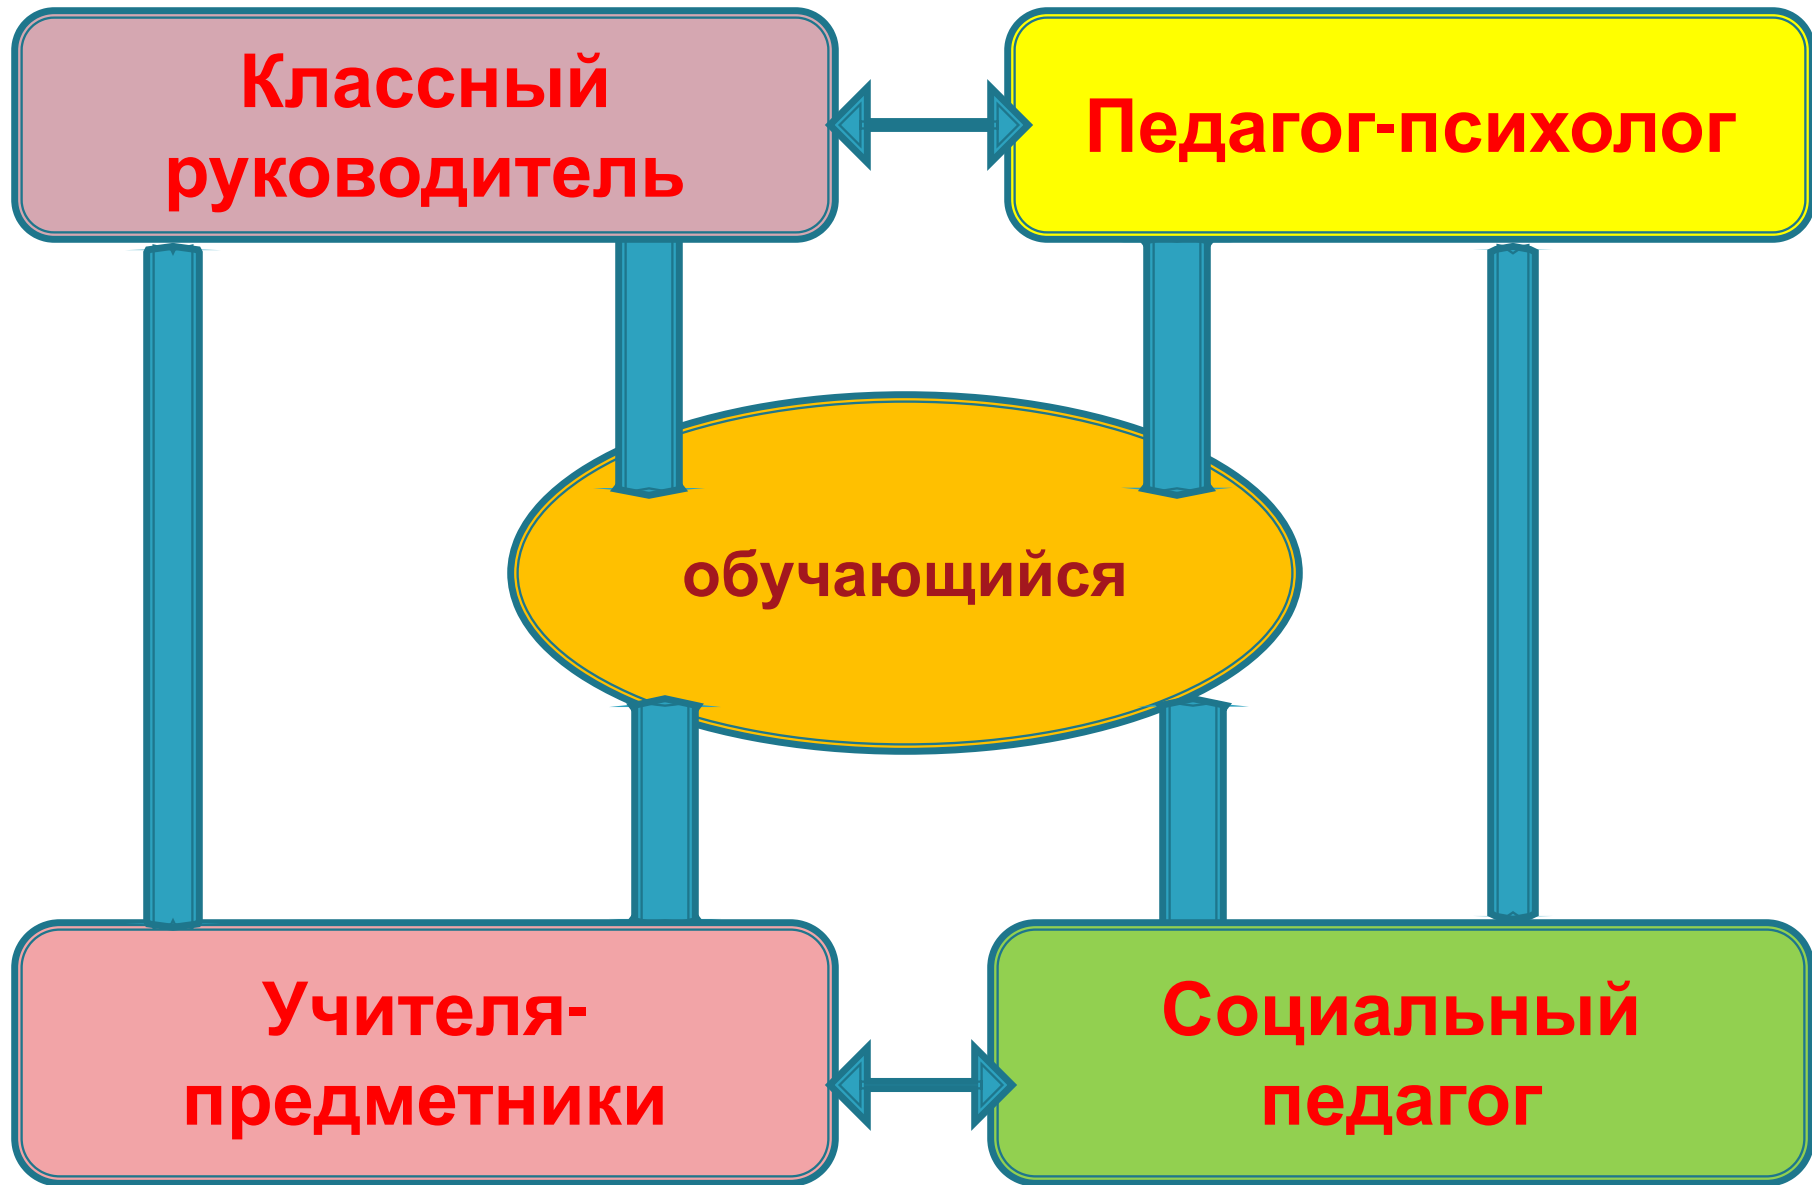 Классный
руководитель
Педагог-психолог
обучающийся
Учителя-
предметники
Социальный
педагог